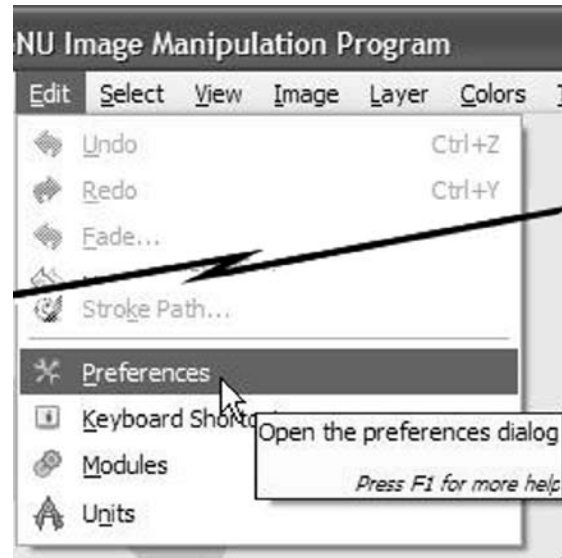 NU Image Manipulation Program
Edit Select View Image Layer Colors
Undo Ctrl+Z
Redo Ctrl+Y
Fade...
Stroke Path...
Preferences
Keyboard
Open the preferences dialog
Press F1 for more help
Modules
Units